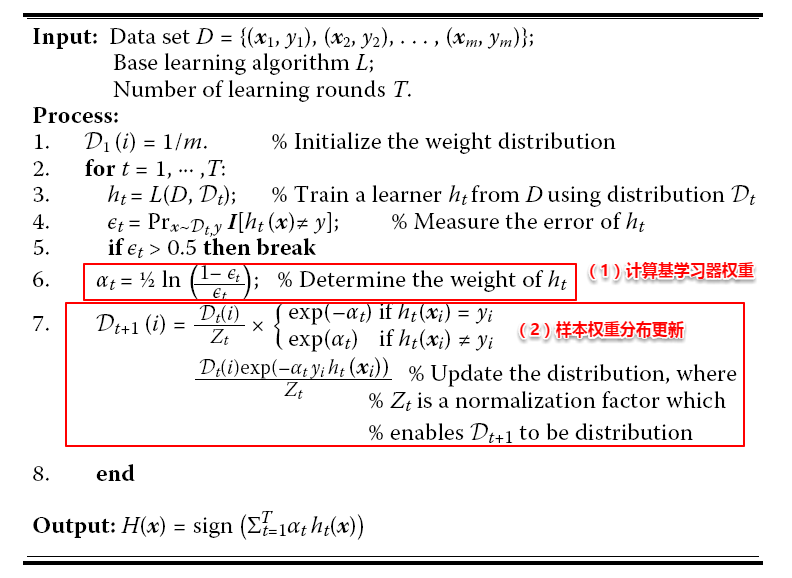 Input: Data set D = {(x₁, y₁), (x₂, y₂), . . . , (xₘ, yₘ)};
Base learning algorithm L;
Number of learning rounds T.
Process:
1. 𝒟₁ (i) = 1/m. % Initialize the weight distribution
2. for t = 1, ··· ,T:
3. hₜ = L(D, 𝒟ₜ); % Train a learner hₜ from D using distribution 𝒟ₜ
4. ϵₜ = Pr_{x~𝒟ₜ,y} I[hₜ (x)≠ y]; % Measure the error of hₜ
5. if ϵₜ > 0.5 then break
6. αₜ = ½ ln ((1− ϵₜ)/ϵₜ); % Determine the weight of hₜ (1)计算基学习器权重
7. 𝒟ₜ₊₁ (i) = 𝒟ₜ(i)/Zₜ × { exp(−αₜ) if hₜ(xᵢ) = yᵢ
exp(αₜ) if hₜ(xᵢ) ≠ yᵢ (2)样本权重分布更新
𝒟ₜ(i)exp(−αₜ yᵢ hₜ (xᵢ))/Zₜ % Update the distribution, where
% Zₜ is a normalization factor which
% enables 𝒟ₜ₊₁ to be distribution
8. end
Output: H(x) = sign (Σᵀₜ₌₁αₜ hₜ(x))